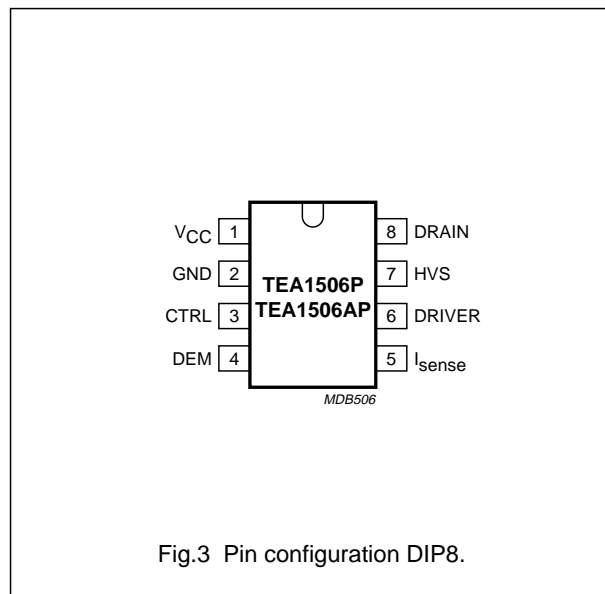 VCC 1 8 DRAIN
GND 2 7 HVS
TEA1506P
TEA1506AP
CTRL 3 6 DRIVER
DEM 4 5 Isense
MDB506
Fig.3 Pin configuration DIP8.